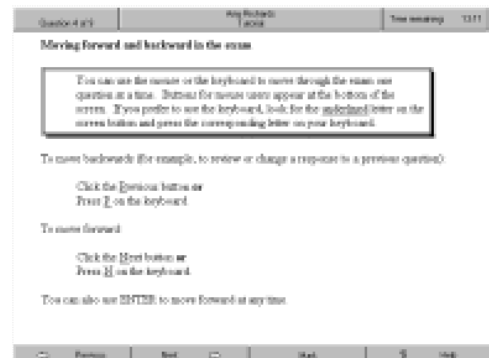 Question 4 of 9
Amy Richards
Time remaining 13:11
Moving forward and backward in the exam
You can use the mouse or the keyboard to move through the exam one
question at a time. Buttons for mouse users appear at the bottom of
the screen. If you prefer to use the keyboard, look for the underlined letter on the
screen button and press the corresponding letter on your keyboard.
To move backwards (for example, to review or change a response to a previous question):
Click the Previous button or
Press P on the keyboard.
To move forward:
Click the Next button or
Press N on the keyboard.
You can also use ENTER to move forward at any time.
Previous Next Mark Help